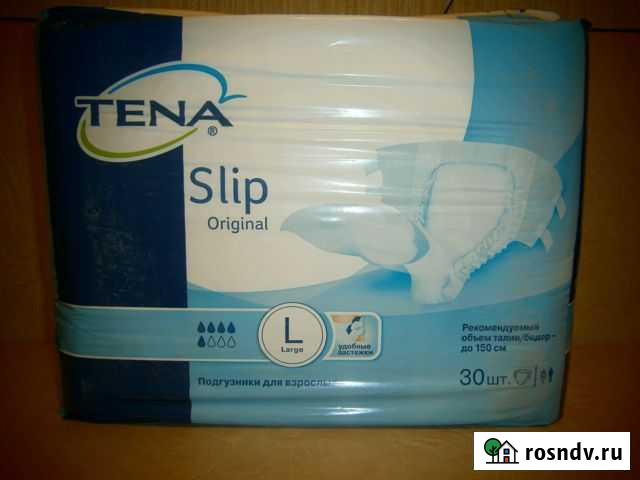 TENA®
Slip
Original
L
Large
удобные
застежки
Рекомендуемый
объем талии/бедер –
до 150 см
Подгузники для
30 шт.
rosndv.ru